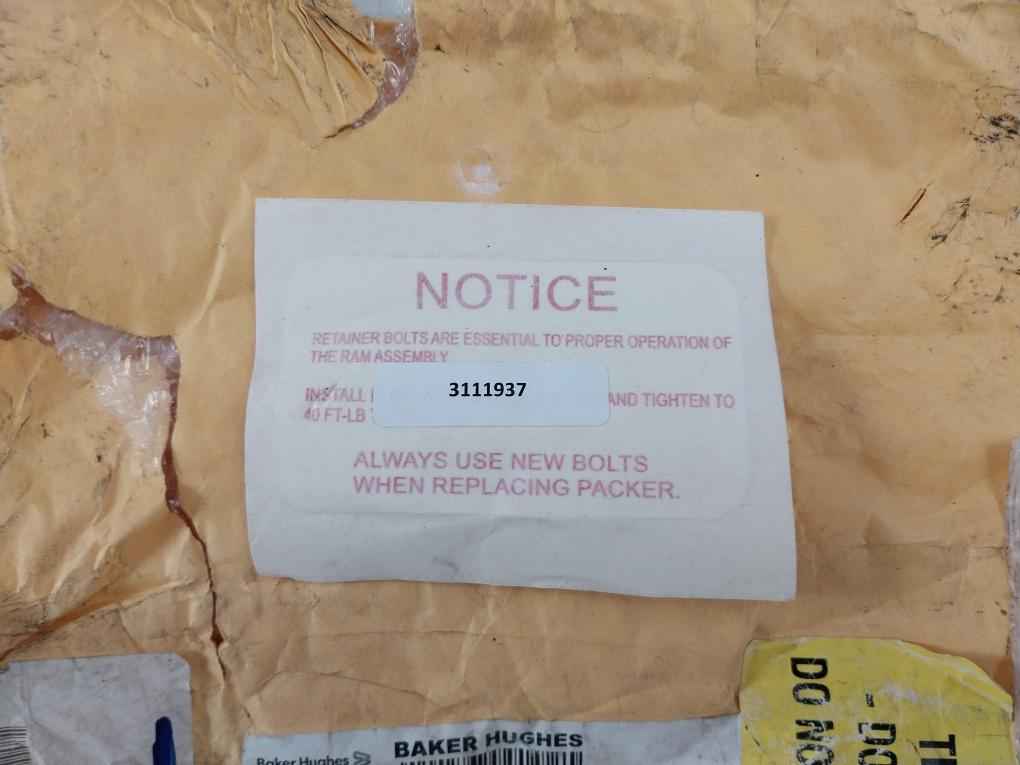 NOTICE
RETAINER BOLTS ARE ESSENTIAL TO PROPER OPERATION OF
THE RAM ASSEMBLY
INSTALL
3111937
AND TIGHTEN TO
40 FT-LB
ALWAYS USE NEW BOLTS
WHEN REPLACING PACKER.
Baker Hughes
BAKER HUGHES
DO